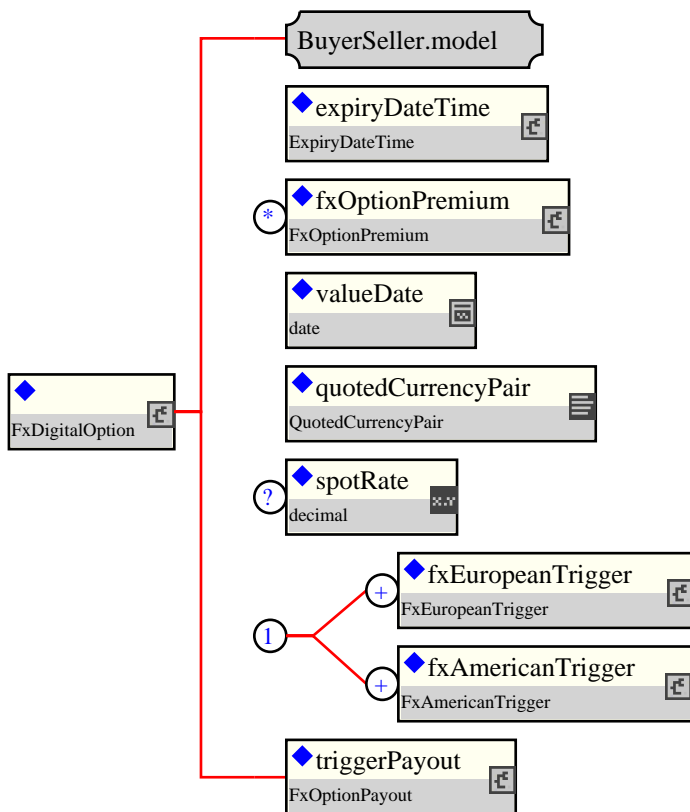 BuyerSeller.model
expiryDateTime
ExpiryDateTime
*
fxOptionPremium
FxOptionPremium
valueDate
date
FxDigitalOption
quotedCurrencyPair
QuotedCurrencyPair
?
spotRate
decimal
x.y
1
+
fxEuropeanTrigger
FxEuropeanTrigger
+
fxAmericanTrigger
FxAmericanTrigger
triggerPayout
FxOptionPayout